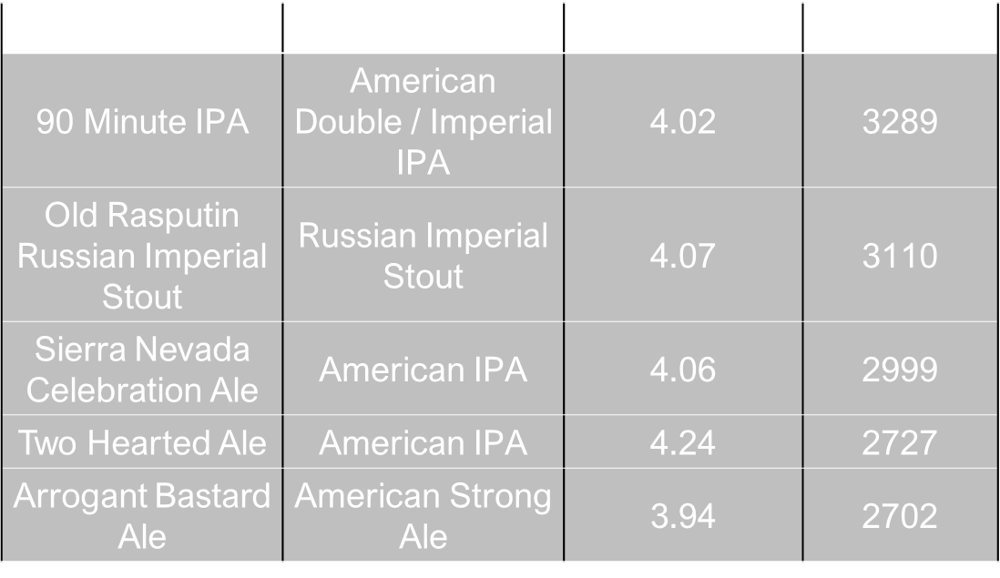 90 Minute IPA
American
Double / Imperial
IPA
4.02
3289
Old Rasputin
Russian Imperial
Stout
Russian Imperial
Stout
4.07
3110
Sierra Nevada
Celebration Ale
American IPA
4.06
2999
Two Hearted Ale
American IPA
4.24
2727
Arrogant Bastard
Ale
American Strong
Ale
3.94
2702